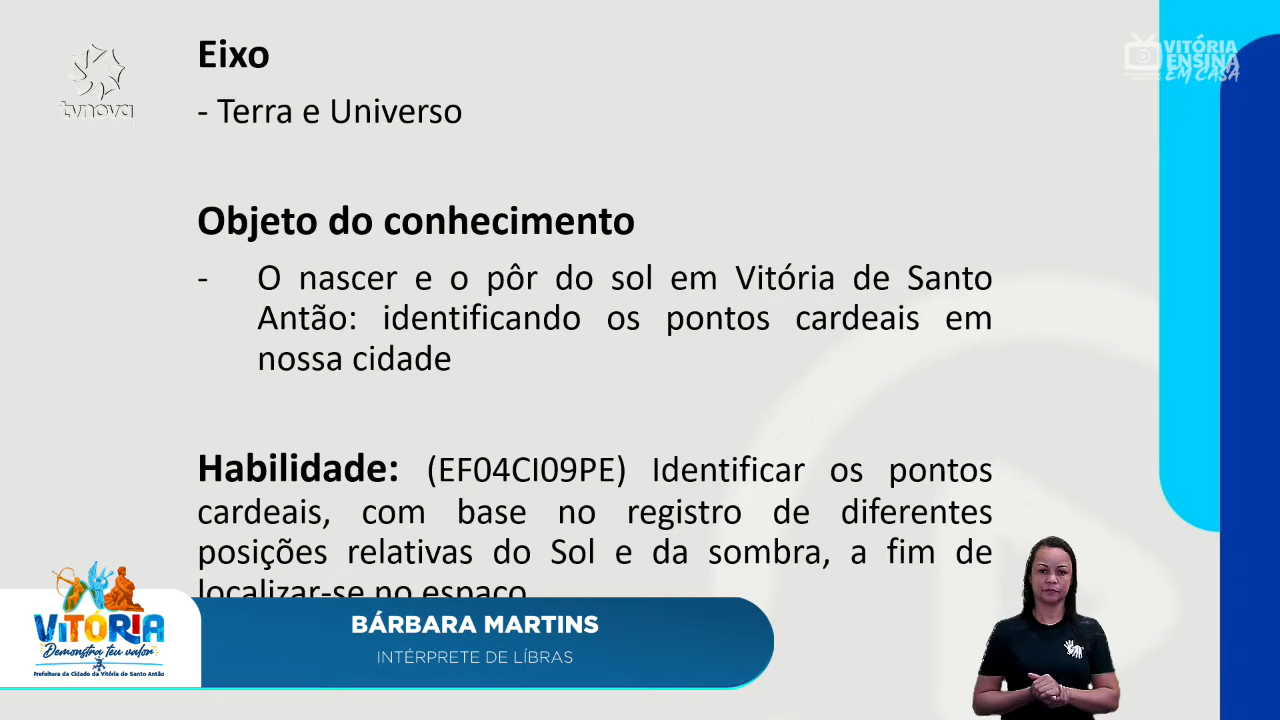 Eixo
- Terra e Universo
Objeto do conhecimento
- O nascer e o pôr do sol em Vitória de Santo
Antão: identificando os pontos cardeais em
nossa cidade
Habilidade: (EF04CI09PE) Identificar os pontos
cardeais, com base no registro de diferentes
posições relativas do Sol e da sombra, a fim de
localizar-se no espaço
BÁRBARA MARTINS
INTÉRPRETE DE LÍBRAS
tvnova
VITÓRIA
ENSINA
EM CASA
VITÓRIA
Demonstra teu valor
Prefeitura da Cidade da Vitória de Santo Antão